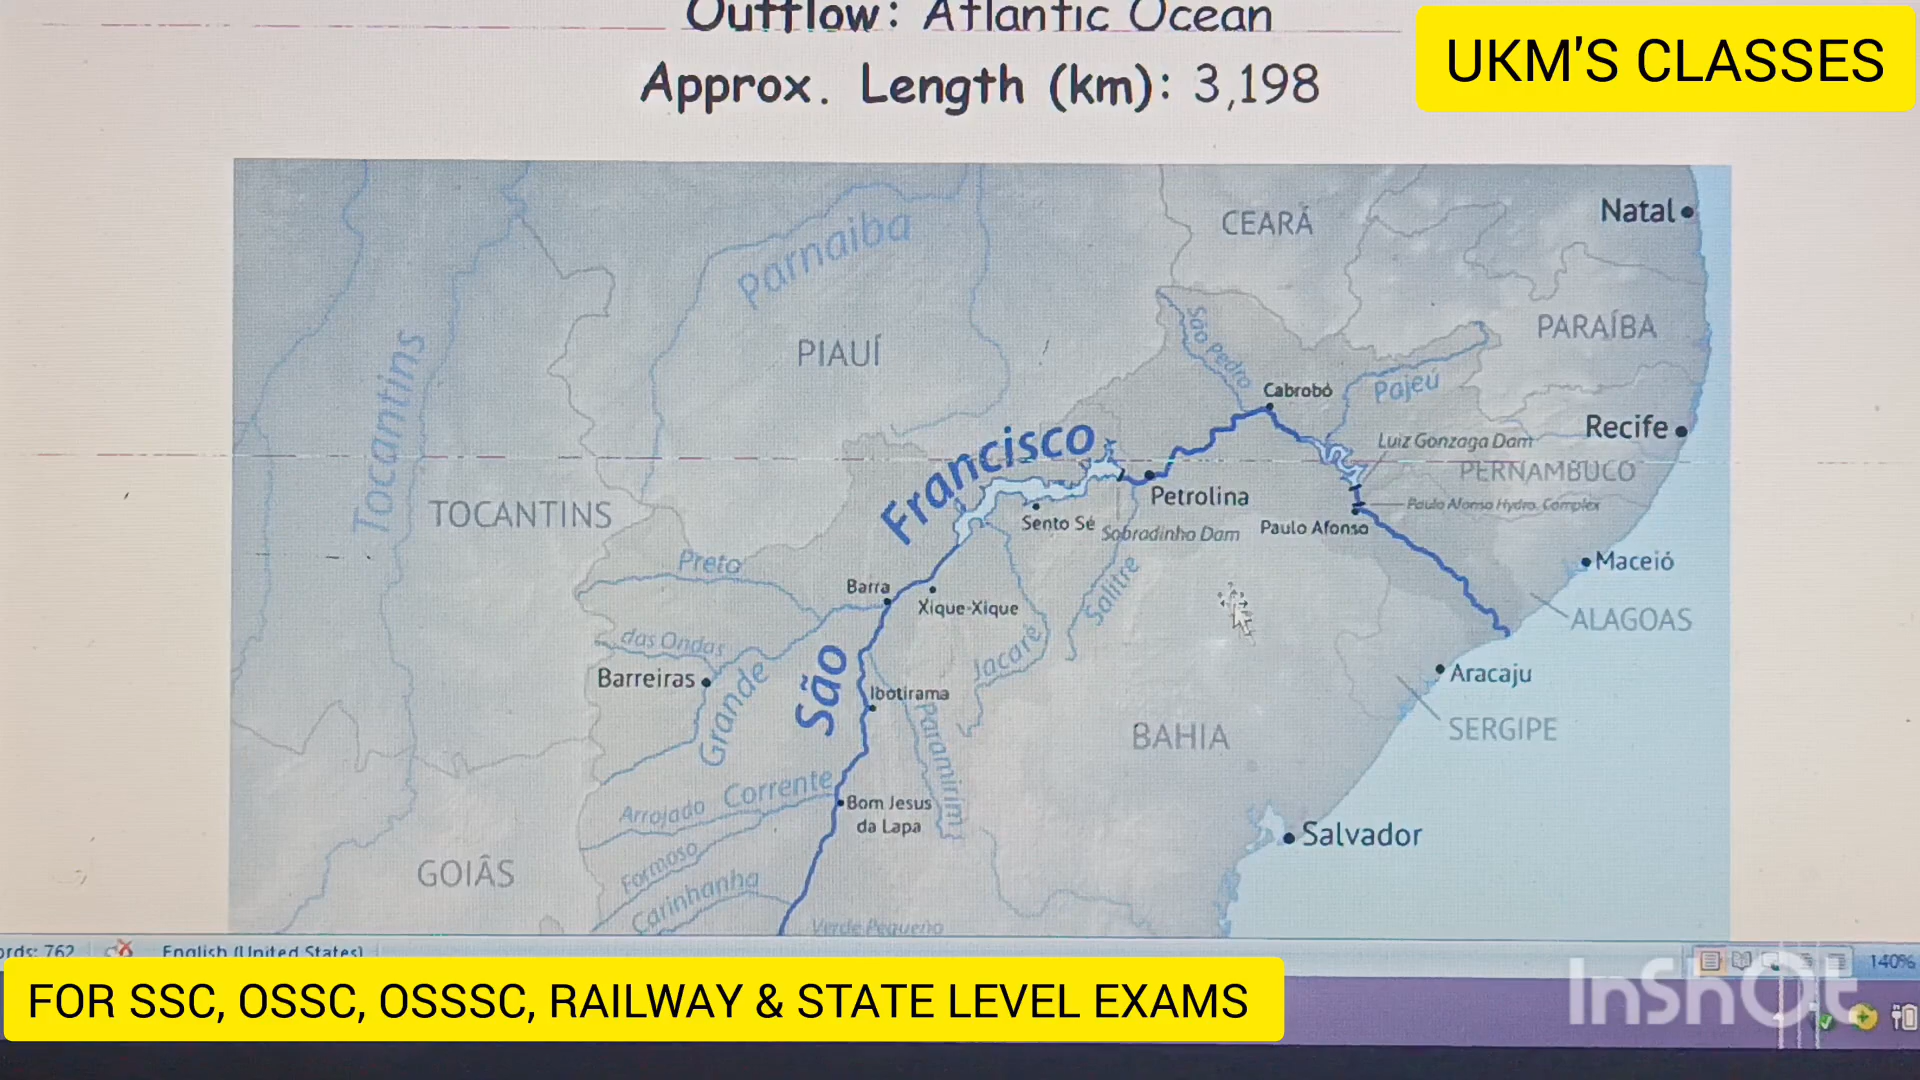 Outflow: Atlantic Ocean
UKM'S CLASSES
Approx. Length (km): 3,198
Natal
CEARÁ
Parnaiba
PARAÍBA
São Pedro
PIAUÍ
Tocantins
Cabrobó
Pajeú
Recife
Luiz Gonzaga Dam
Francisco
PERNAMBUCO
Petrolina
Paulo Afonso Hydro. Complex
TOCANTINS
Sento Sé
Sobradinho Dam
Paulo Afonso
Preto
Maceió
Barra
Xique-Xique
Salitre
ALAGOAS
das Ondas
Jacaré
Barreiras
Grande
São
Aracaju
Ibotirama
SERGIPE
Paramirim
BAHIA
Arrojado
Corrente
Bom Jesus
da Lapa
Salvador
Formoso
GOIÁS
Carinhanha
Verde Pequeno
ords: 762
English (United States)
140%
InShOt
FOR SSC, OSSC, OSSSC, RAILWAY & STATE LEVEL EXAMS